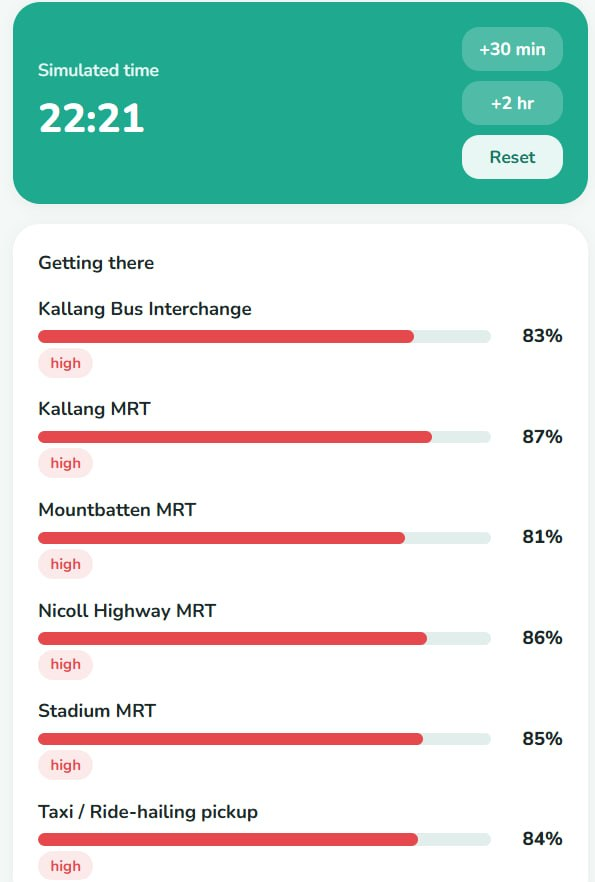 Simulated time
22:21
+30 min
+2 hr
Reset
Getting there
Kallang Bus Interchange
83%
high
Kallang MRT
87%
high
Mountbatten MRT
81%
high
Nicoll Highway MRT
86%
high
Stadium MRT
85%
high
Taxi / Ride-hailing pickup
84%
high